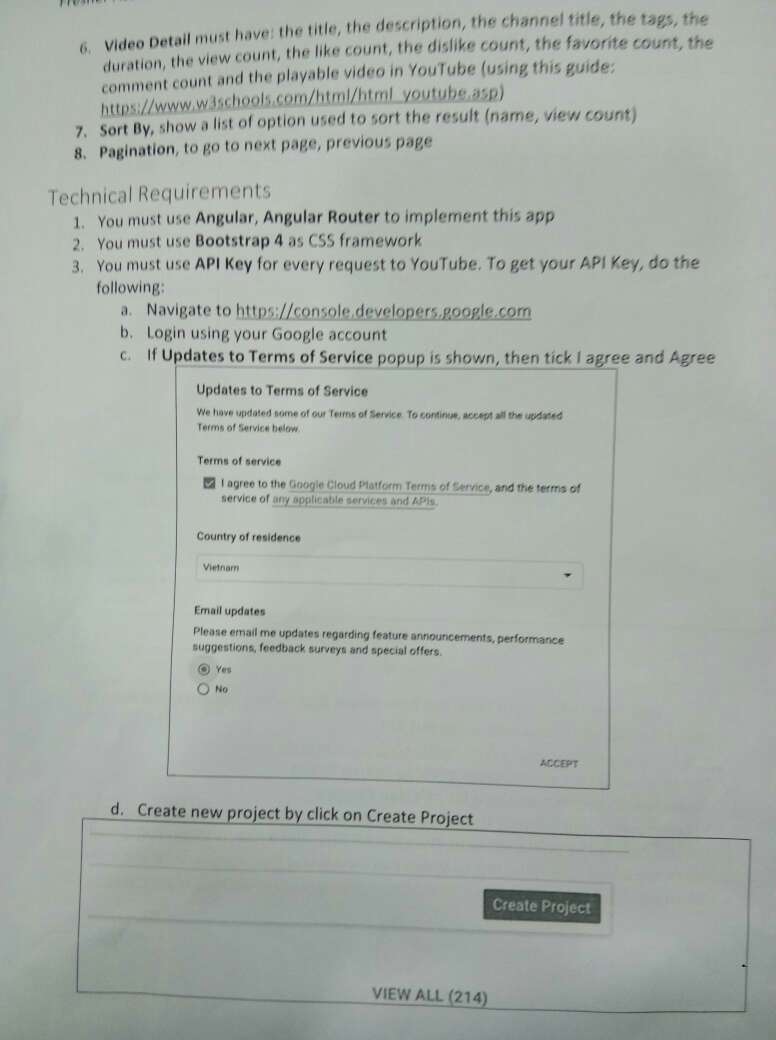 6. Video Detail must have: the title, the description, the channel title, the tags, the
duration, the view count, the like count, the dislike count, the favorite count, the
comment count and the playable video in YouTube (using this guide:
https://www.w3schools.com/html/html_youtube.asp)
7. Sort By, show a list of option used to sort the result (name, view count)
8. Pagination, to go to next page, previous page
Technical Requirements
1. You must use Angular, Angular Router to implement this app
2. You must use Bootstrap 4 as CSS framework
3. You must use API Key for every request to YouTube. To get your API Key, do the
following:
a. Navigate to https://console.developers.google.com
b. Login using your Google account
c. If Updates to Terms of Service popup is shown, then tick I agree and Agree
Updates to Terms of Service
We have updated some of our Terms of Service. To continue, accept all the updated
Terms of Service below.
Terms of service
I agree to the Google Cloud Platform Terms of Service, and the terms of
service of any applicable services and APIs.
Country of residence
Vietnam
Email updates
Please email me updates regarding feature announcements, performance
suggestions, feedback surveys and special offers.
Yes
No
ACCEPT
d. Create new project by click on Create Project
Create Project
VIEW ALL (214)